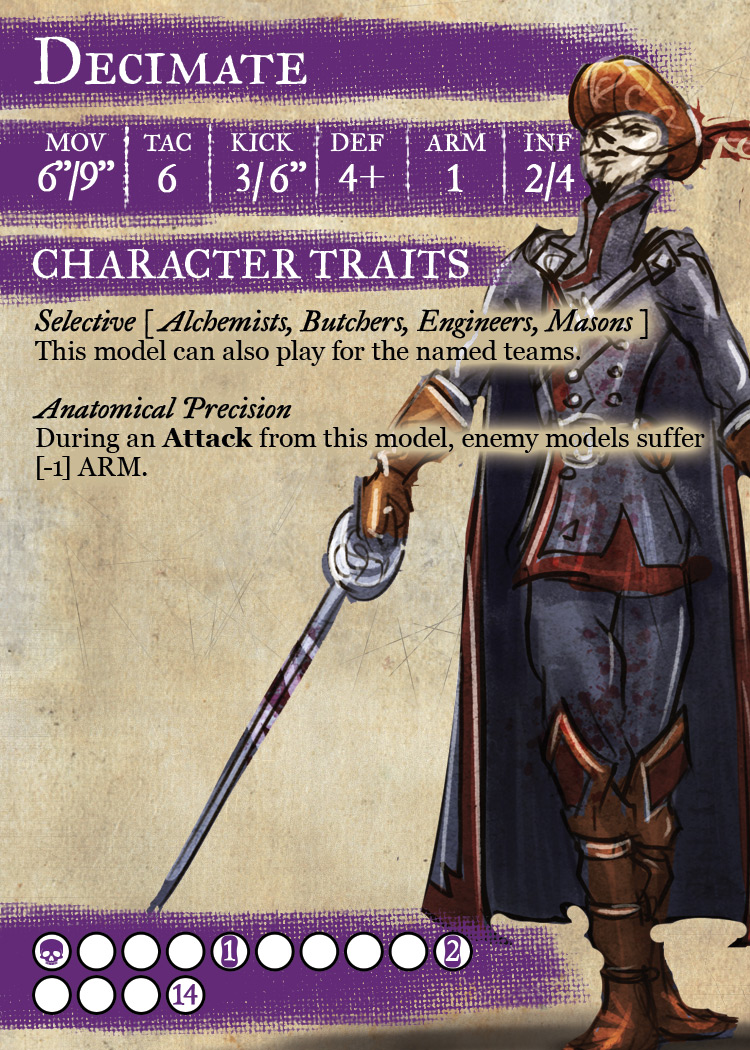 Decimate
MOV TAC KICK DEF ARM INF
6”/9” 6 3/6” 4+ 1 2/4
CHARACTER TRAITS
Selective [ Alchemists, Butchers, Engineers, Masons ]
This model can also play for the named teams.
Anatomical Precision
During an Attack from this model, enemy models suffer
[-1] ARM.
1 2
14